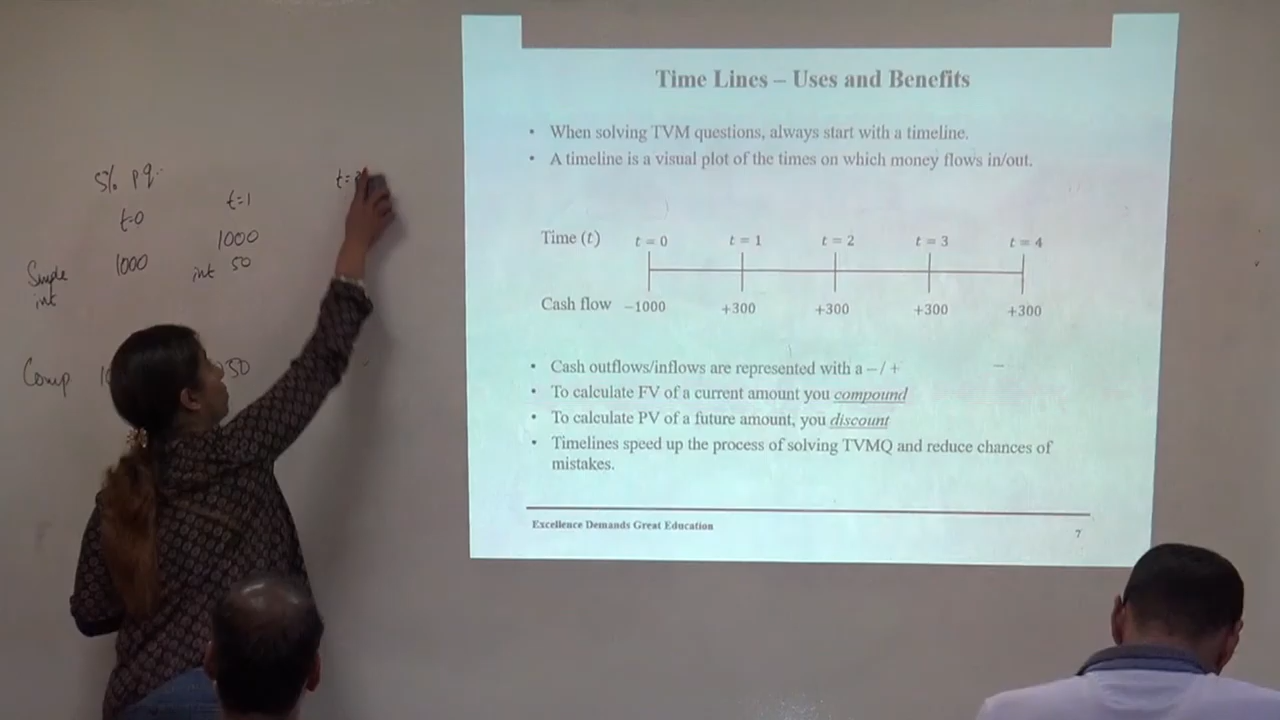 5% pq.
t=0
t=1
1000
1000
int 50
Simple
int
Comp
50
Time Lines – Uses and Benefits
• When solving TVM questions, always start with a timeline.
• A timeline is a visual plot of the times on which money flows in/out.
Time (t) t = 0 t = 1 t = 2 t = 3 t = 4
Cash flow −1000 +300 +300 +300 +300
• Cash outflows/inflows are represented with a – / +
• To calculate FV of a current amount you compound
• To calculate PV of a future amount, you discount
• Timelines speed up the process of solving TVMQ and reduce chances of
mistakes.
Excellence Demands Great Education
7